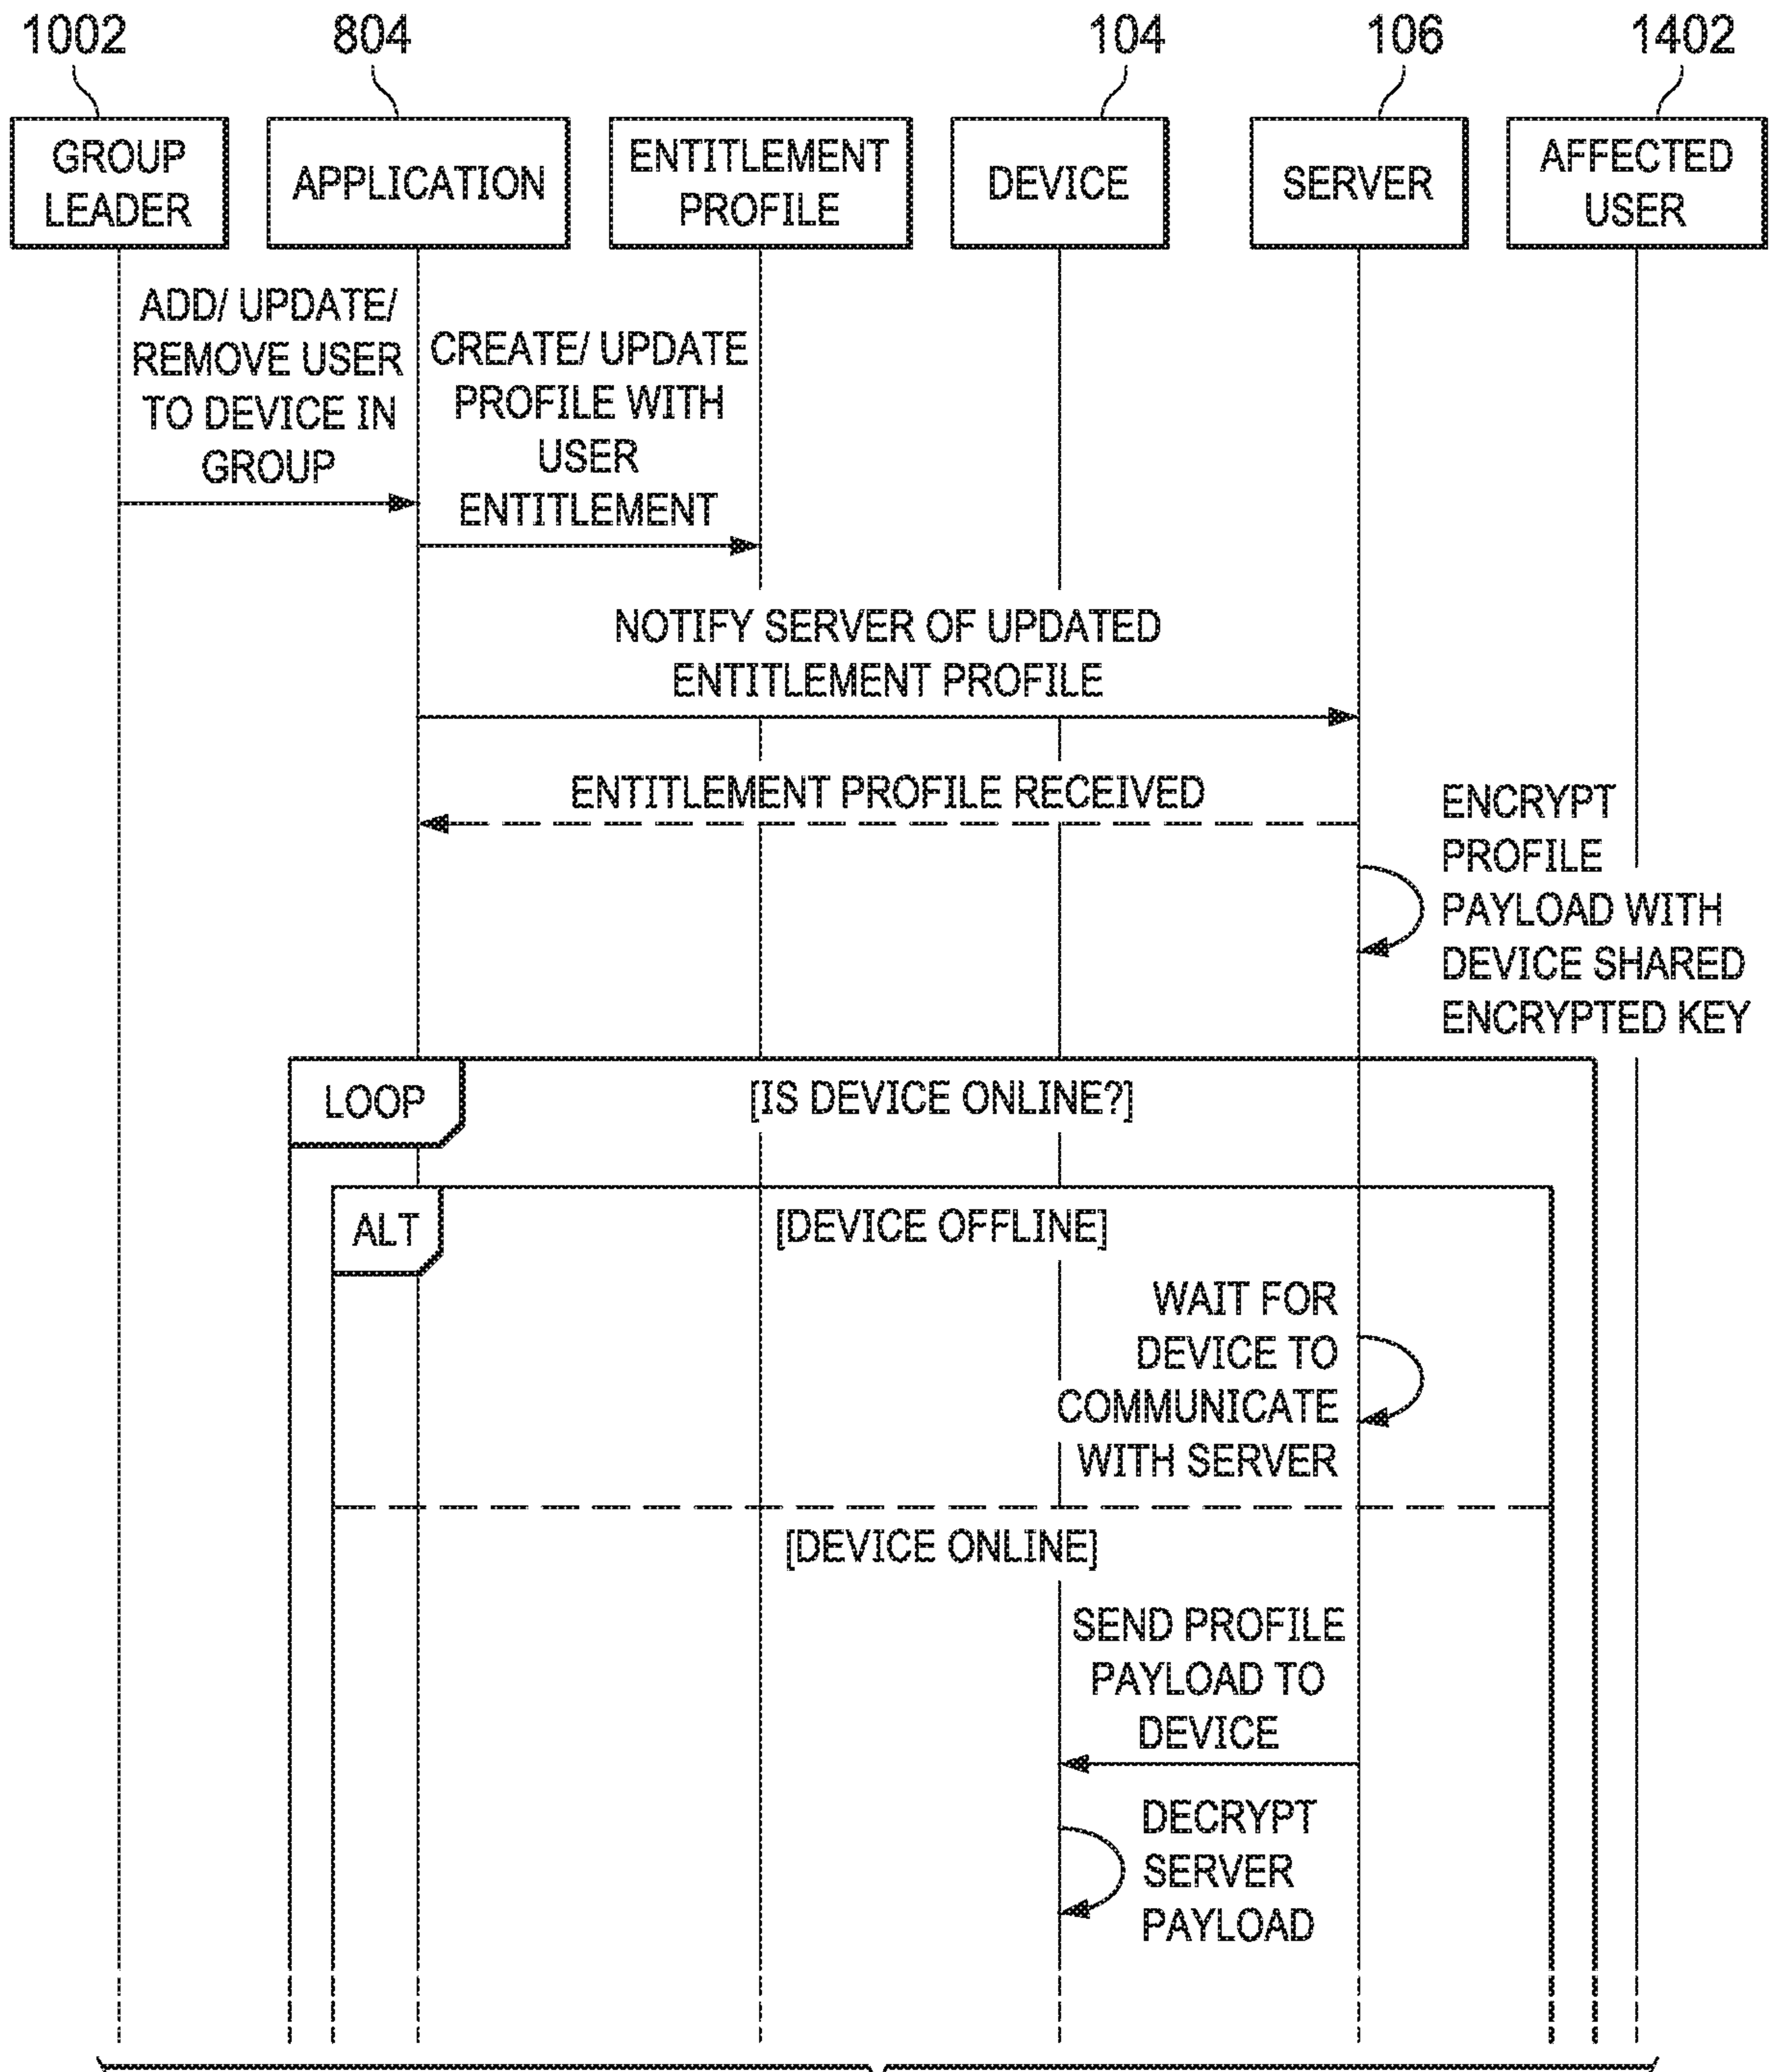 1002
804
104
106
1402
GROUP
LEADER
APPLICATION
ENTITLEMENT
PROFILE
DEVICE
SERVER
AFFECTED
USER
ADD/ UPDATE/
REMOVE USER
TO DEVICE IN
GROUP
CREATE/ UPDATE
PROFILE WITH
USER
ENTITLEMENT
NOTIFY SERVER OF UPDATED
ENTITLEMENT PROFILE
ENTITLEMENT PROFILE RECEIVED
ENCRYPT
PROFILE
PAYLOAD WITH
DEVICE SHARED
ENCRYPTED KEY
LOOP
[IS DEVICE ONLINE?]
ALT
[DEVICE OFFLINE]
WAIT FOR
DEVICE TO
COMMUNICATE
WITH SERVER
[DEVICE ONLINE]
SEND PROFILE
PAYLOAD TO
DEVICE
DECRYPT
SERVER
PAYLOAD